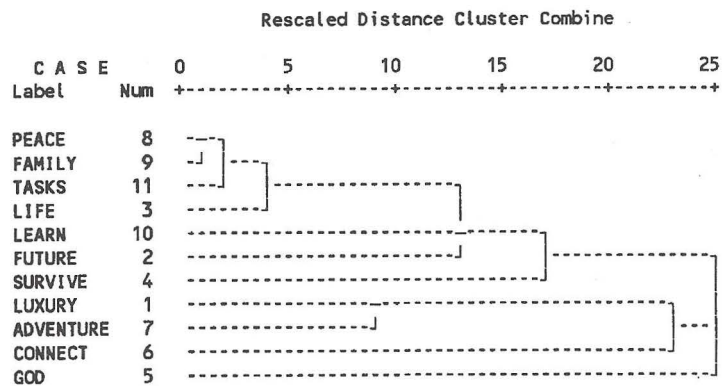 Rescaled Distance Cluster Combine
C A S E 0 5 10 15 20 25
Label Num
PEACE 8
FAMILY 9
TASKS 11
LIFE 3
LEARN 10
FUTURE 2
SURVIVE 4
LUXURY 1
ADVENTURE 7
CONNECT 6
GOD 5